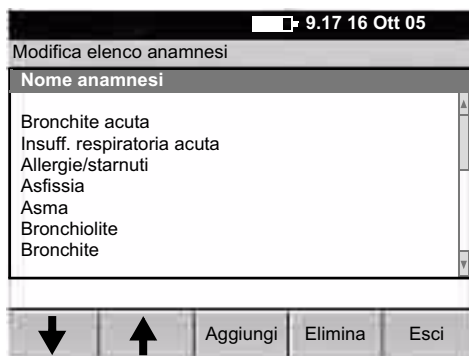 9.17 16 Ott 05
Modifica elenco anamnesi
Nome anamnesi
Bronchite acuta
Insuff. respiratoria acuta
Allergie/starnuti
Asfissia
Asma
Bronchiolite
Bronchite
Aggiungi Elimina Esci